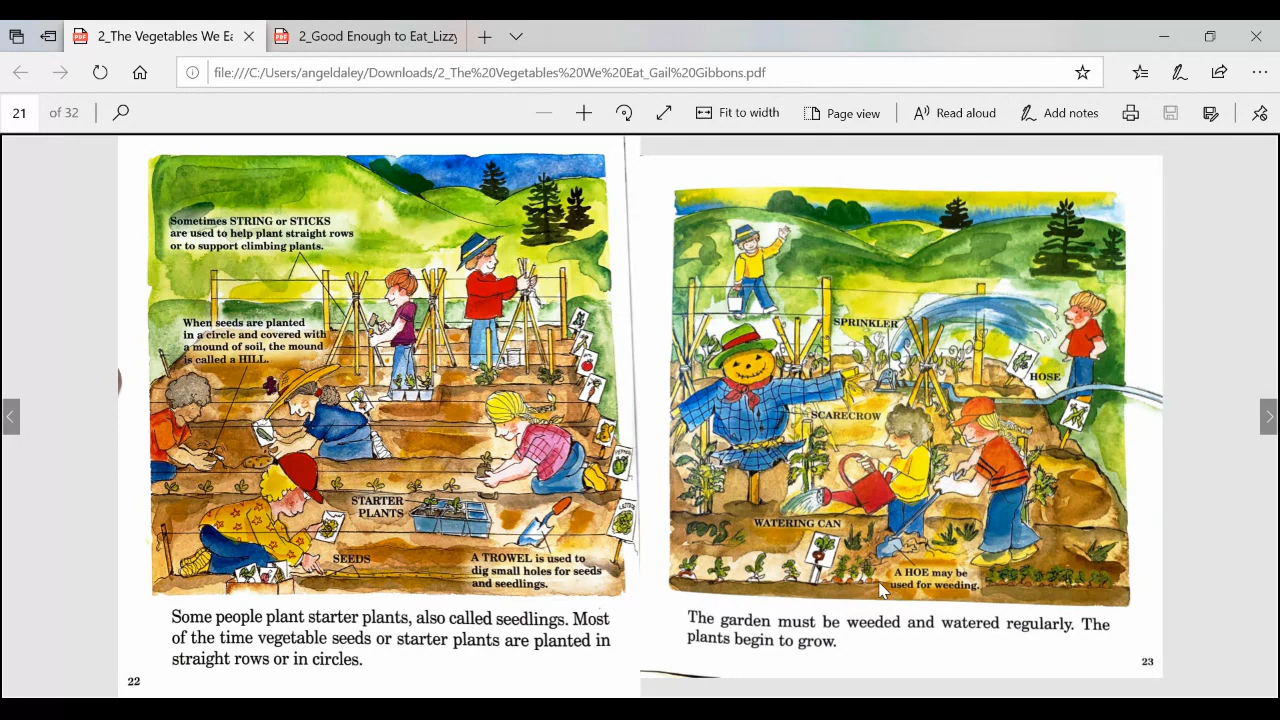 2_The Vegetables We Ea
2_Good Enough to Eat_Lizzy
file:///C:/Users/angeldaley/Downloads/2_The%20Vegetables%20We%20Eat_Gail%20Gibbons.pdf
21 of 32
Fit to width
Page view
Read aloud
Add notes
Sometimes STRING or STICKS
are used to help plant straight rows
or to support climbing plants.
When seeds are planted
in a circle and covered with
a mound of soil, the mound
is called a HILL.
STARTER
PLANTS
SEEDS
A TROWEL is used to
dig small holes for seeds
and seedlings.
Some people plant starter plants, also called seedlings. Most
of the time vegetable seeds or starter plants are planted in
straight rows or in circles.
22
SPRINKLER
HOSE
SCARECROW
WATERING CAN
A HOE may be
used for weeding.
The garden must be weeded and watered regularly. The
plants begin to grow.
23